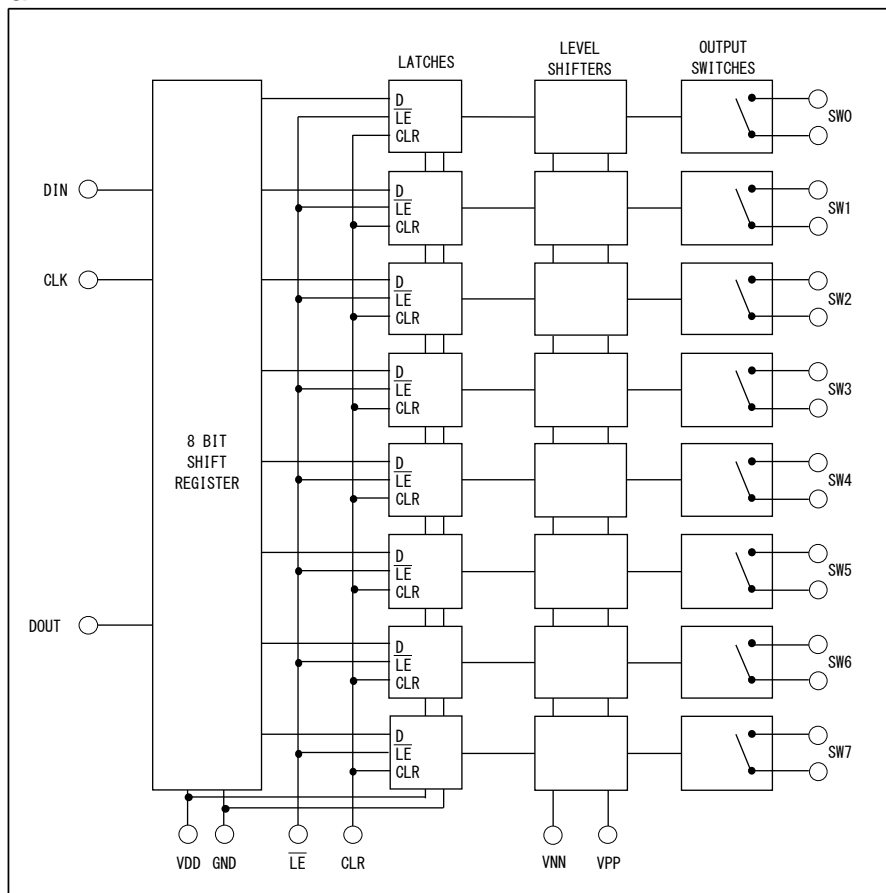 LATCHES
LEVEL
SHIFTERS
OUTPUT
SWITCHES
DIN
CLK
DOUT
8 BIT
SHIFT
REGISTER
D
LE
CLR
SW0
D
LE
CLR
SW1
D
LE
CLR
SW2
D
LE
CLR
SW3
D
LE
CLR
SW4
D
LE
CLR
SW5
D
LE
CLR
SW6
D
LE
CLR
SW7
VDD GND LE CLR VNN VPP